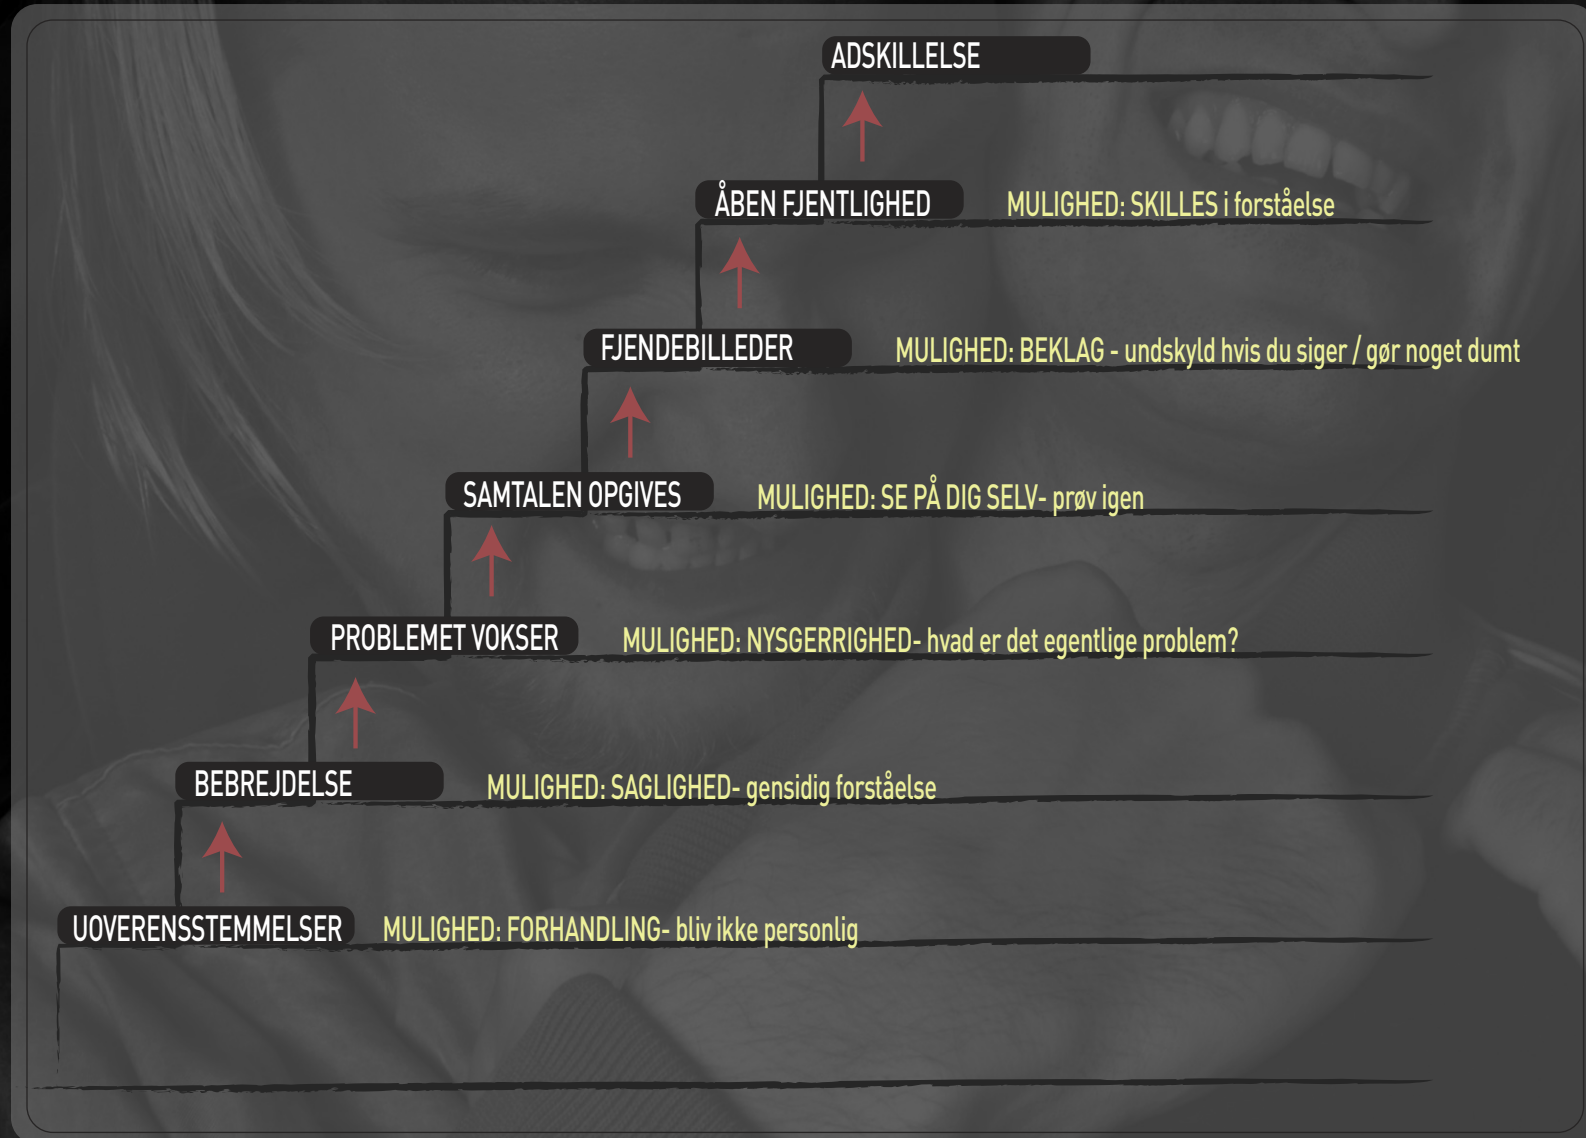 ADSKILLELSE
ÅBEN FJENTLIGHED MULIGHED: SKILLES i forståelse
FJENDEBILLEDER MULIGHED: BEKLAG - undskyld hvis du siger / gør noget dumt
SAMTALEN OPGIVES MULIGHED: SE PÅ DIG SELV- prøv igen
PROBLEMET VOKSER MULIGHED: NYSGERRIGHED- hvad er det egentlige problem?
BEBREJDELSE MULIGHED: SAGLIGHED- gensidig forståelse
UOVERENSSTEMMELSER MULIGHED: FORHANDLING- bliv ikke personlig